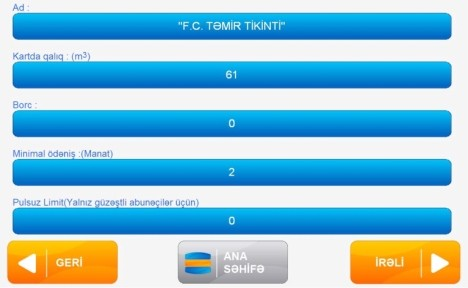 Ad :
"F.C. TƏMİR TİKİNTİ"
Kartda qalıq : (m3)
61
Borc :
0
Minimal ödəniş :(Manat)
2
Pulsuz Limit(Yalnız güzəştli abunəçilər üçün)
0
GERİ
ANA
SƏHİFƏ
İRƏLİ